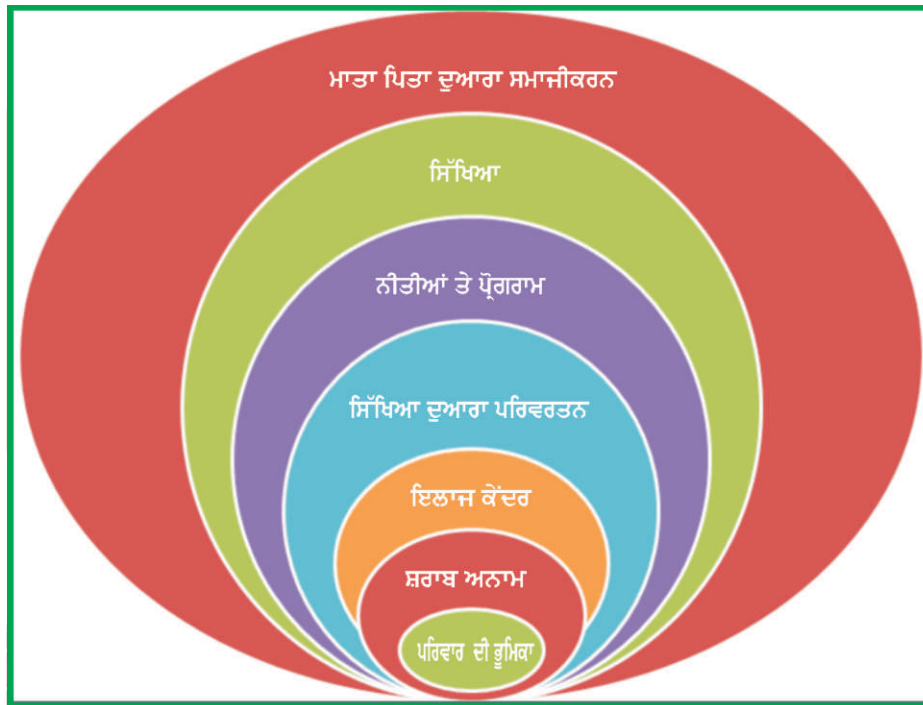 ਮਾਤਾ ਪਿਤਾ ਦੁਆਰਾ ਸਮਾਜੀਕਰਨ
ਸਿੱਖਿਆ
ਨੀਤੀਆਂ ਤੇ ਪ੍ਰੋਗਰਾਮ
ਸਿੱਖਿਆ ਦੁਆਰਾ ਪਰਿਵਰਤਨ
ਇਲਾਜ ਕੇਂਦਰ
ਸ਼ਰਾਬ ਅਨਾਮ
ਪਰਿਵਾਰ ਦੀ ਭੂਮਿਕਾ